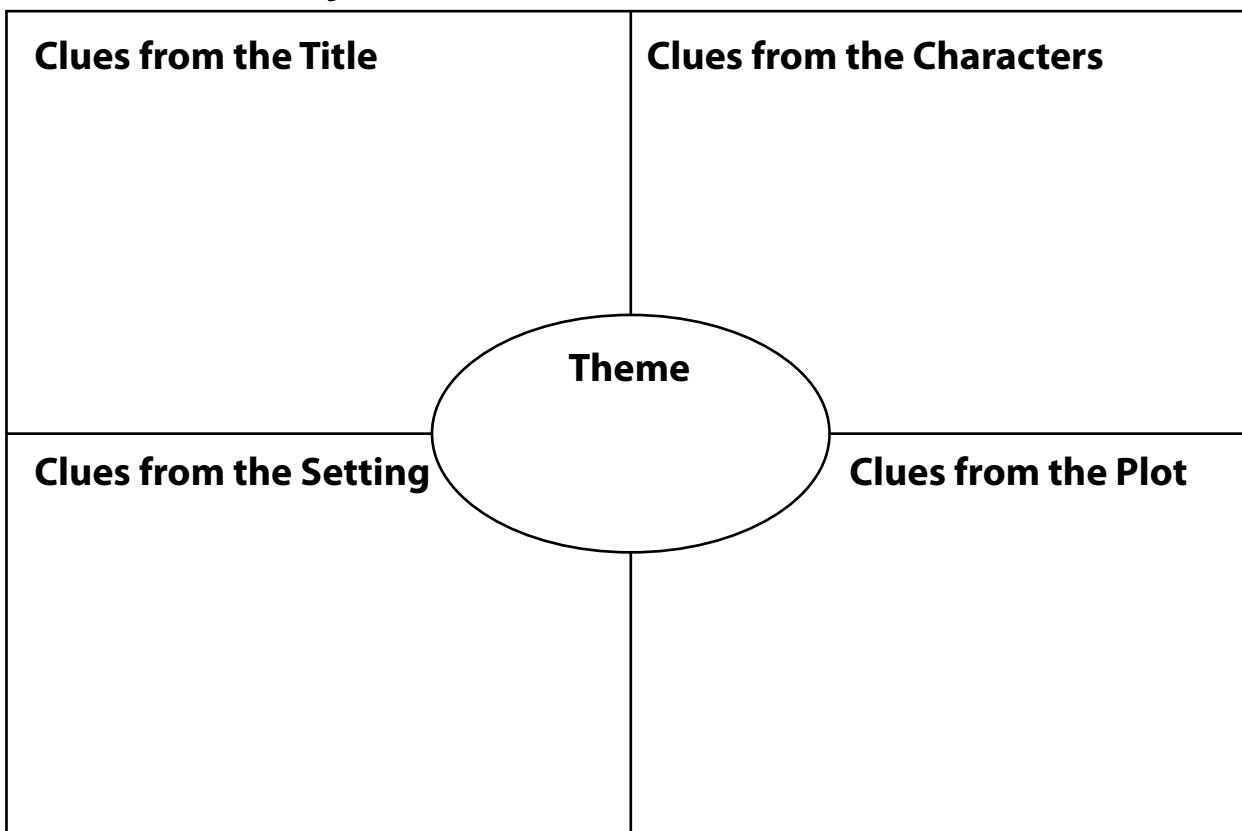 Clues from the Title
Clues from the Characters
Theme
Clues from the Setting
Clues from the Plot